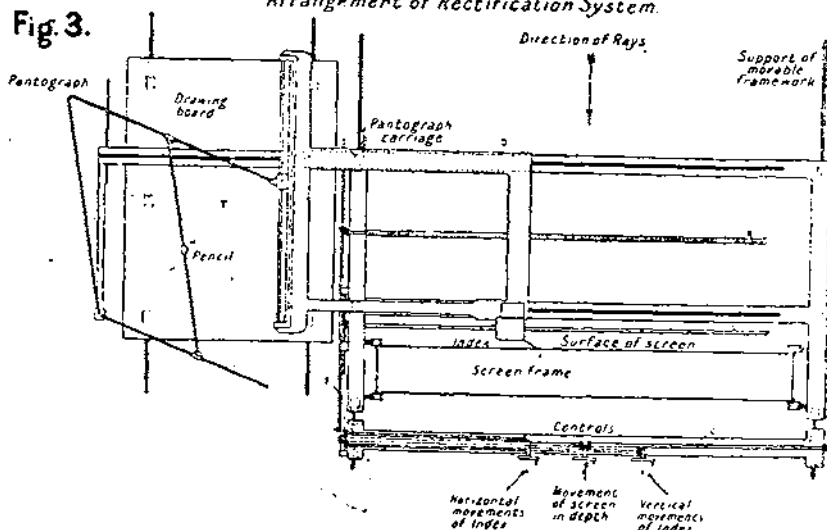 Arrangement of Rectification System.
Fig. 3.
Direction of Rays
Support of
movable
framework
Pantograph
Drawing
board
Pantograph
carriage
Pencil
Index
Surface of screen
Screen frame
Controls
Horizontal
movements
of Index
Movement
of screen
in depth
Vertical
movements
of Index